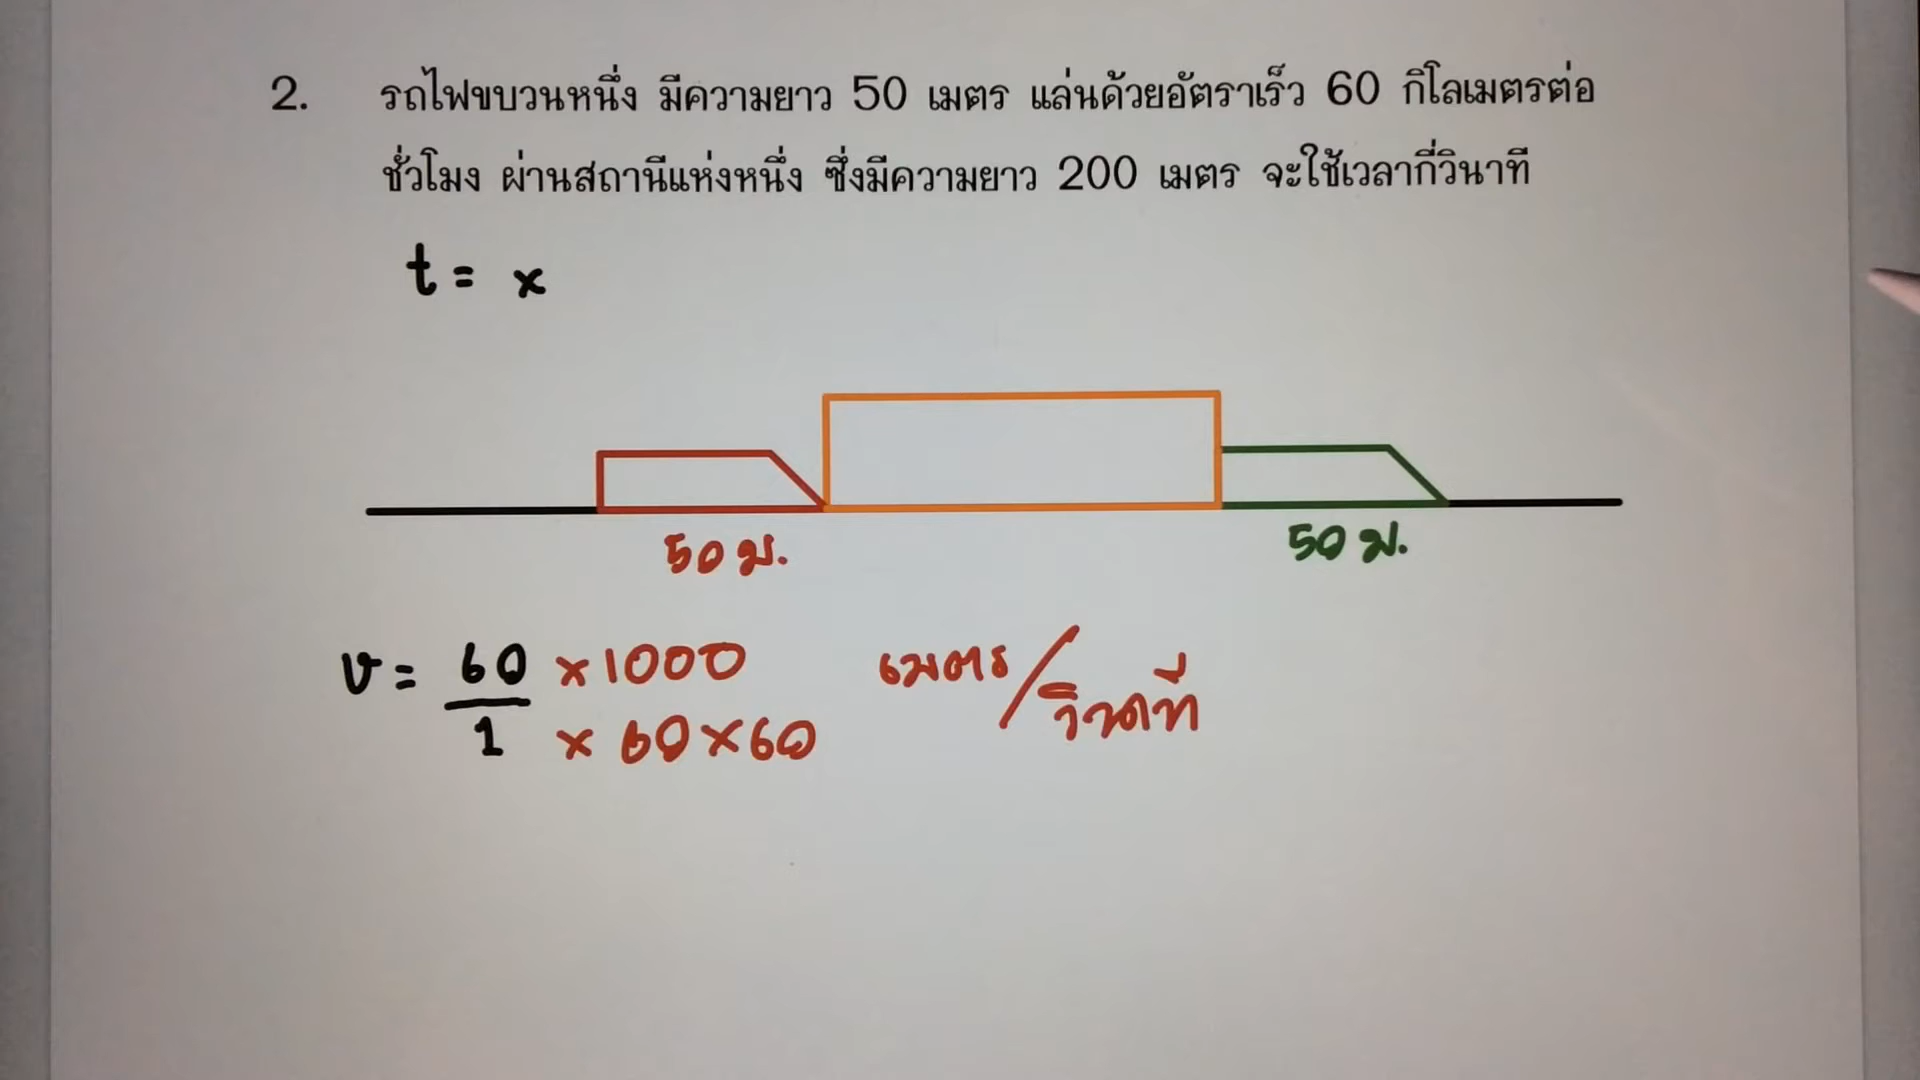 2. รถไฟขบวนหนึ่ง มีความยาว 50 เมตร แล่นด้วยอัตราเร็ว 60 กิโลเมตรต่อ
ชั่วโมง ผ่านสถานีแห่งหนึ่ง ซึ่งมีความยาว 200 เมตร จะใช้เวลากี่วินาที
t = x
50 ม. 50 ม.
v = 60 × 1000 เมตร/วินาที
1 × 60 × 60